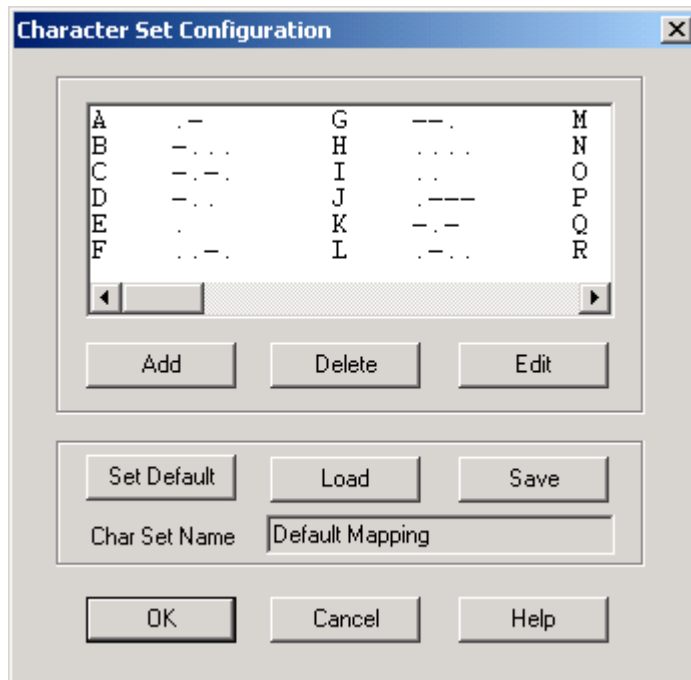 Character Set Configuration
A .- G --. M
B -... H .... N
C -.-. I .. O
D -.. J .--- P
E . K -.- Q
F ..-. L .-.. R
Add Delete Edit
Set Default Load Save
Char Set Name Default Mapping
OK Cancel Help